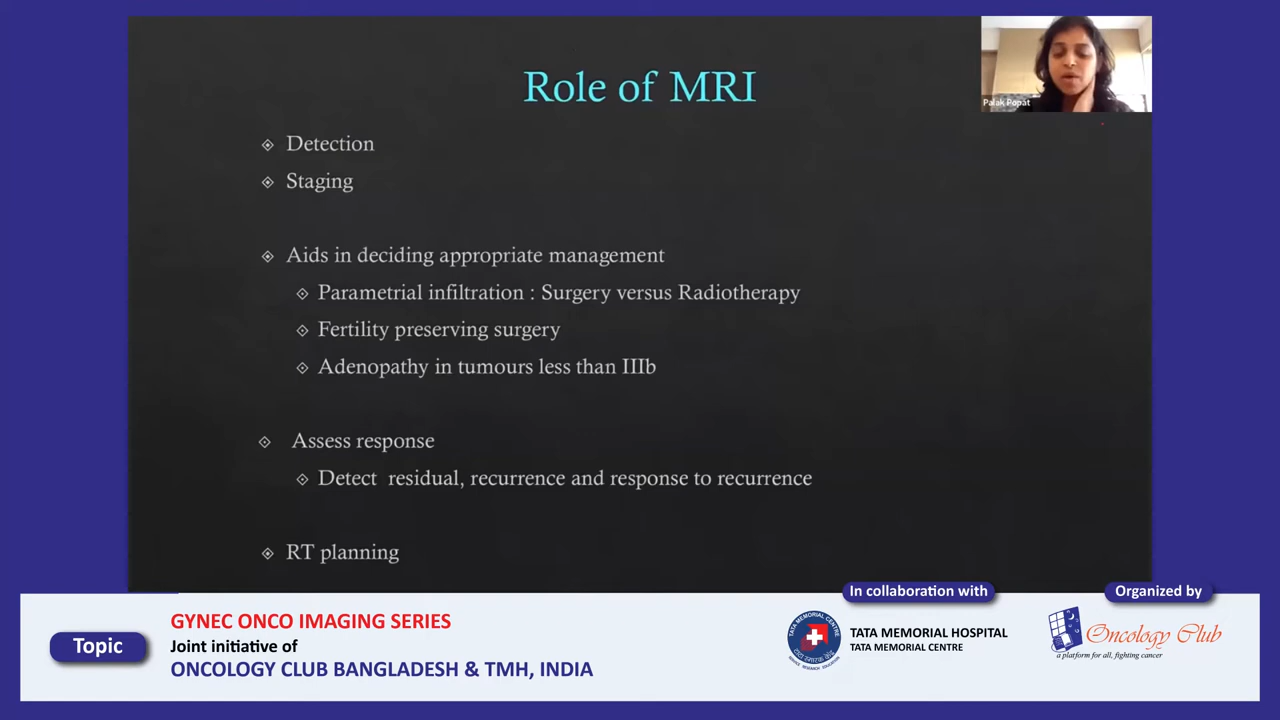 Role of MRI
Palak Popat
Detection
Staging
Aids in deciding appropriate management
Parametrial infiltration : Surgery versus Radiotherapy
Fertility preserving surgery
Adenopathy in tumours less than IIIb
Assess response
Detect residual, recurrence and response to recurrence
RT planning
Topic
GYNEC ONCO IMAGING SERIES
Joint initiative of
ONCOLOGY CLUB BANGLADESH & TMH, INDIA
In collaboration with
TATA MEMORIAL HOSPITAL
TATA MEMORIAL CENTRE
Organized by
Oncology Club
a platform for all, fighting cancer